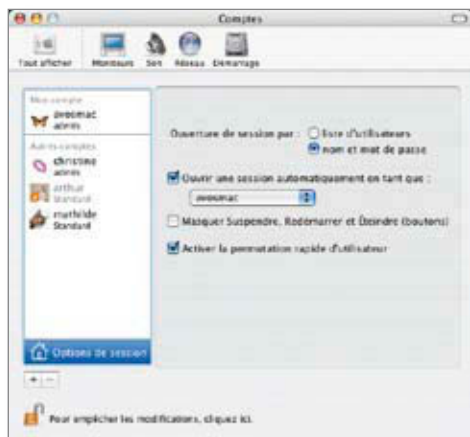 Comptes
Tout afficher Moniteurs Son Réseau Démarrage
Mon compte
avosmac
admin
Autres comptes
christine
admin
arthur
Standard
mathilde
Standard
Options de session
Ouverture de session par : liste d'utilisateurs
nom et mot de passe
Ouvrir une session automatiquement en tant que :
avosmac
Masquer Suspendre, Redémarrer et Éteindre (boutons)
Activer la permutation rapide d'utilisateur
+ -
Pour empêcher les modifications, cliquez ici.